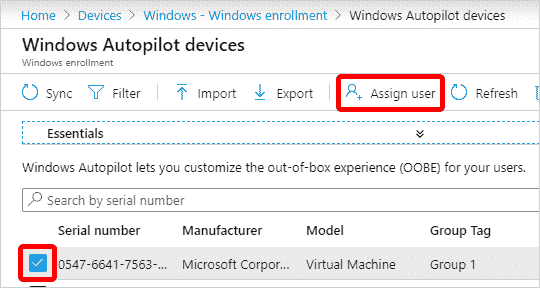 Home > Devices > Windows - Windows enrollment > Windows Autopilot devices
Windows Autopilot devices
Windows enrollment
Sync Filter Import Export Assign user Refresh
Essentials
Windows Autopilot lets you customize the out-of-box experience (OOBE) for your users.
Search by serial number
Serial number Manufacturer Model Group Tag
0547-6641-7563-... Microsoft Corpor... Virtual Machine Group 1